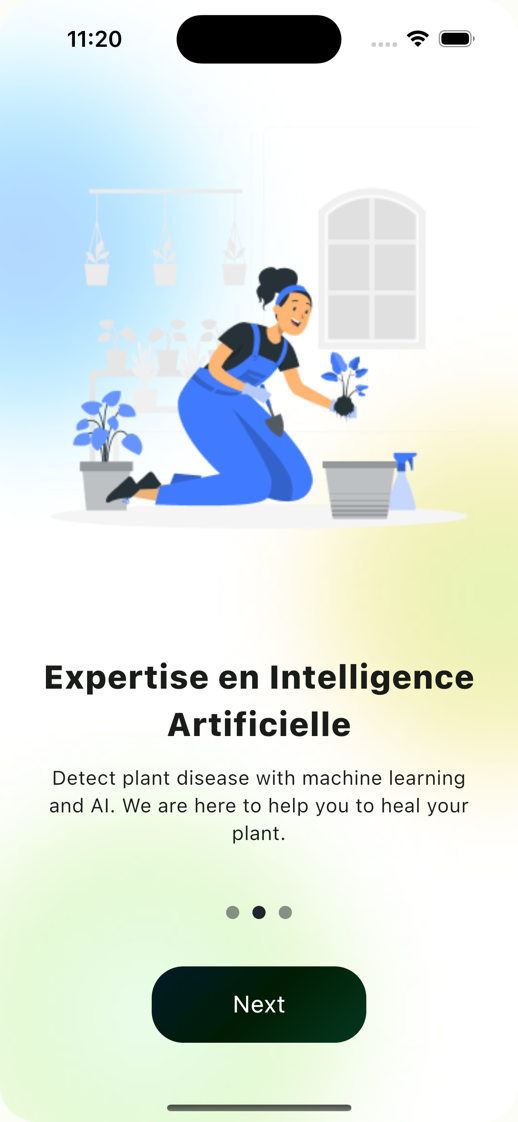 11:20
Expertise en Intelligence
Artificielle
Detect plant disease with machine learning
and AI. We are here to help you to heal your
plant.
Next